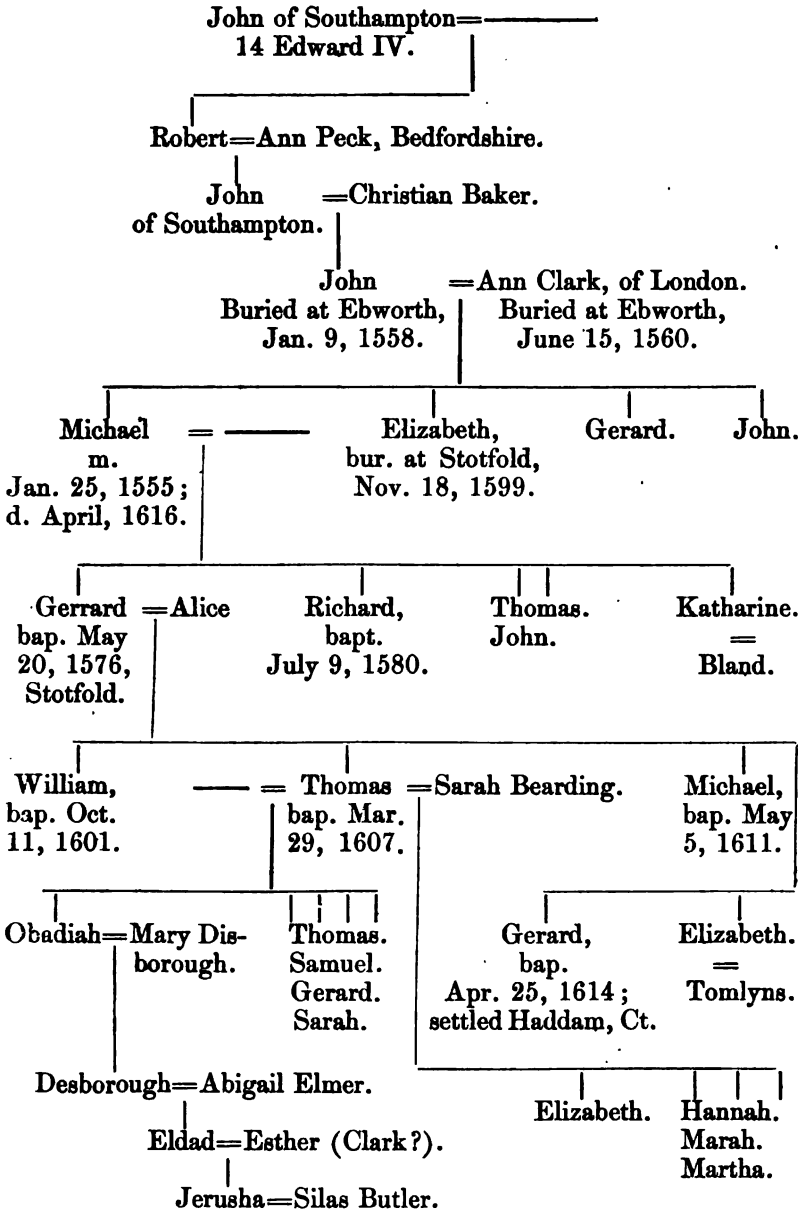 John of Southampton=———
14 Edward IV.
Robert=Ann Peck, Bedfordshire.
John =Christian Baker.
of Southampton.
John =Ann Clark, of London.
Buried at Ebworth, Buried at Ebworth,
Jan. 9, 1558. June 15, 1560.
Michael = ——— Elizabeth, Gerard. John.
m. bur. at Stotfold,
Jan. 25, 1555; Nov. 18, 1599.
d. April, 1616.
Gerrard =Alice Richard, Thomas. Katharine.
bap. May bapt. John. =
20, 1576, July 9, 1580. Bland.
Stotfold.
William, ——— = Thomas =Sarah Bearding. Michael,
bap. Oct. bap. Mar. bap. May
11, 1601. 29, 1607. 5, 1611.
Obadiah=Mary Dis- Thomas. Gerard, Elizabeth.
borough. Samuel. bap. =
Gerard. Apr. 25, 1614; Tomlyns.
Sarah. settled Haddam, Ct.
Desborough=Abigail Elmer.
Elizabeth. Hannah.
Eldad=Esther (Clark?). Marah.
Martha.
Jerusha=Silas Butler.